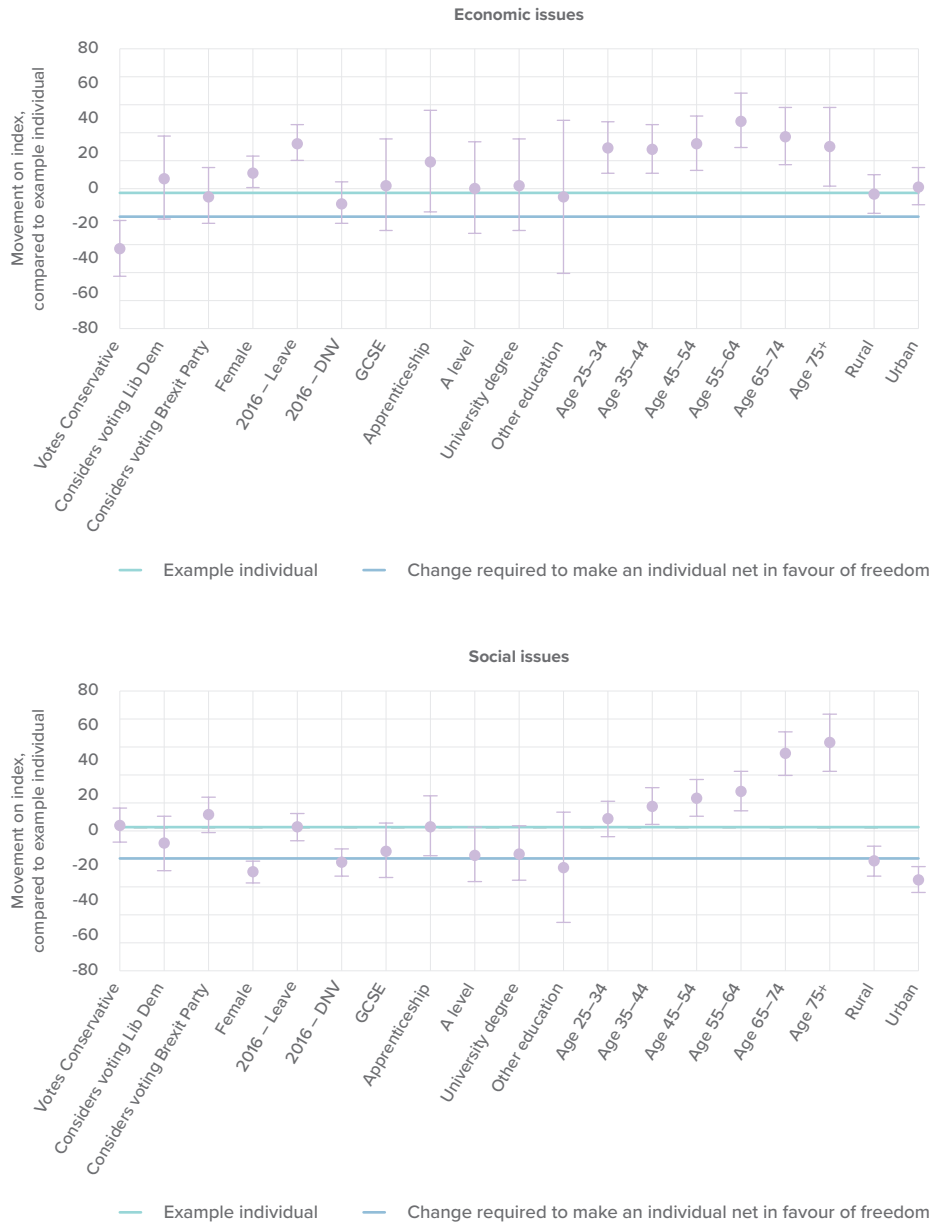 Economic issues
Movement on index,
compared to example individual
80
60
40
20
0
-20
-40
-60
-80
Votes Conservative
Considers voting Lib Dem
Considers voting Brexit Party
Female
2016 – Leave
2016 – DNV
GCSE
Apprenticeship
A level
University degree
Other education
Age 25–34
Age 35–44
Age 45–54
Age 55–64
Age 65–74
Age 75+
Rural
Urban
Example individual
Change required to make an individual net in favour of freedom
Social issues
Movement on index,
compared to example individual
80
60
40
20
0
-20
-40
-60
-80
Votes Conservative
Considers voting Lib Dem
Considers voting Brexit Party
Female
2016 – Leave
2016 – DNV
GCSE
Apprenticeship
A level
University degree
Other education
Age 25–34
Age 35–44
Age 45–54
Age 55–64
Age 65–74
Age 75+
Rural
Urban
Example individual
Change required to make an individual net in favour of freedom